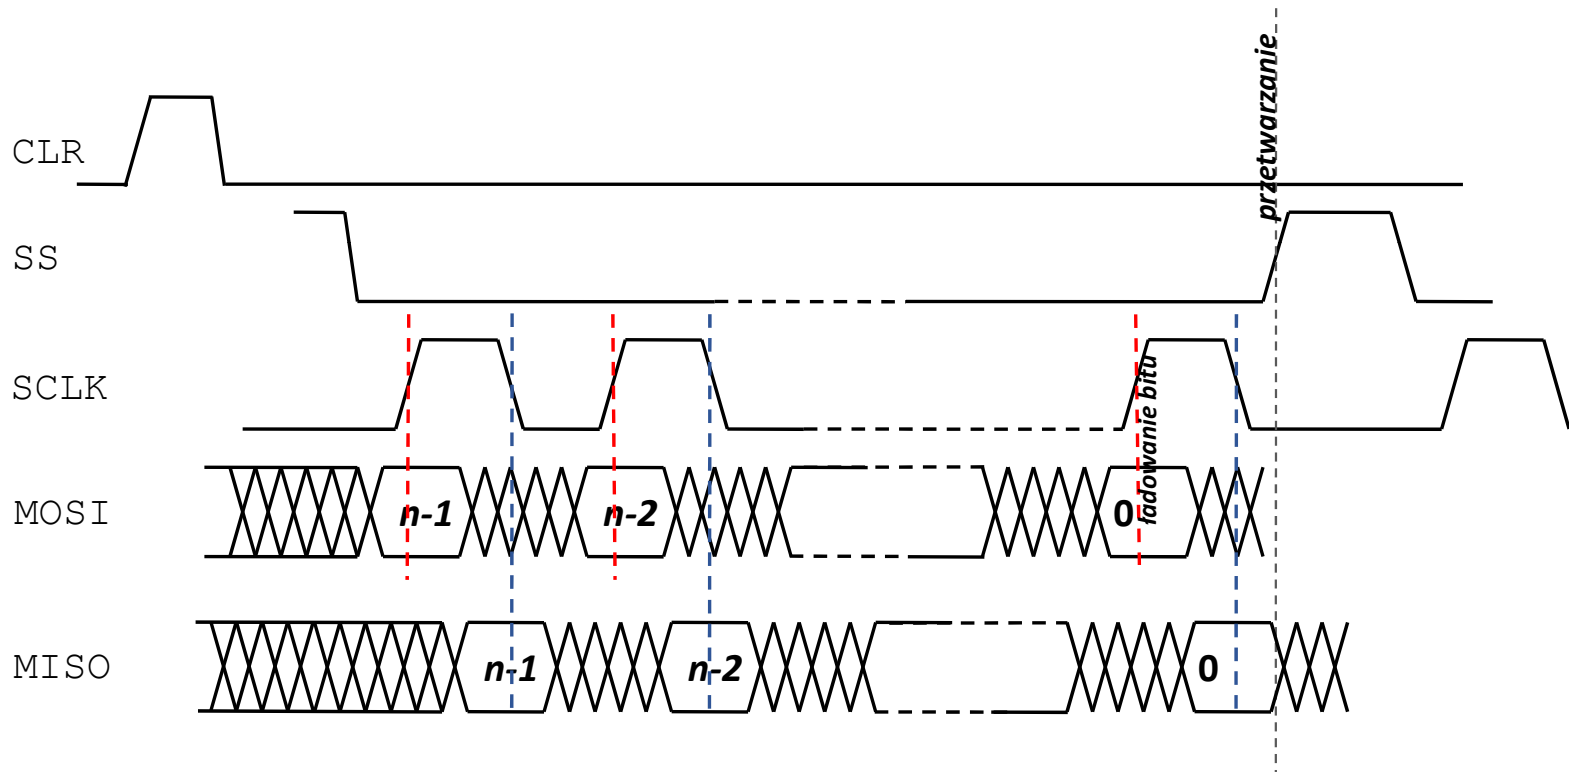 przetwarzanie
CLR
SS
SCLK
ładowanie bitu
MOSI
n-1
n-2
0
MISO
n-1
n-2
0